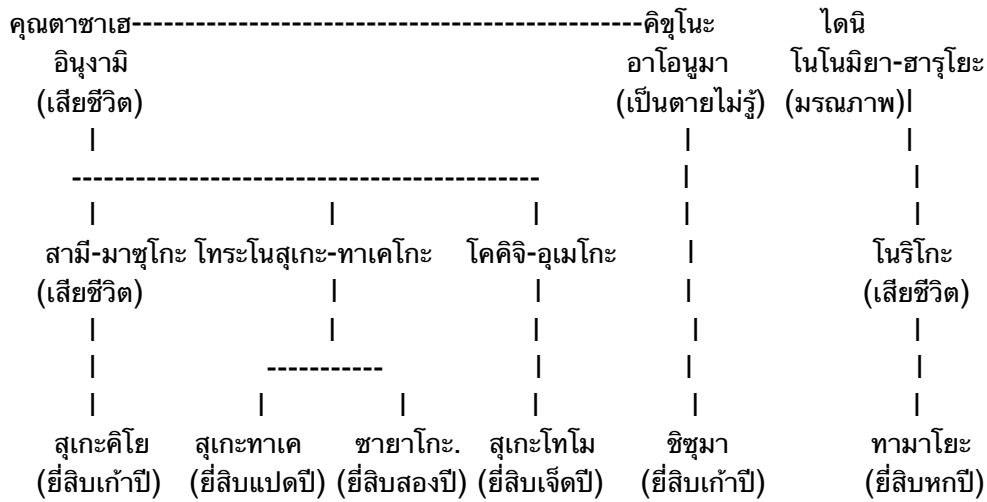 คุณตาซาเฮ------------------------------------------------คิขุโนะ ไดนิ
อินุงามิ อาโอนูมา โนโนมิยา-ฮารุโยะ
(เสียชีวิต) (เป็นตายไม่รู้) (มรณภาพ)|
| | |
-------------------------------------------- | |
| | | | |
สามี-มาซุโกะ โทระโนสุเกะ-ทาเคโกะ โคคิจิ-อุเมโกะ | โนริโกะ
(เสียชีวิต) | | | (เสียชีวิต)
| | | | |
| ----------- | | |
| | | | | |
สุเกะคิโย สุเกะทาเค ซายาโกะ. สุเกะโทโม ชิซุมา ทามาโยะ
(ยี่สิบเก้าปี) (ยี่สิบแปดปี) (ยี่สิบสองปี) (ยี่สิบเจ็ดปี) (ยี่สิบเก้าปี) (ยี่สิบหกปี)